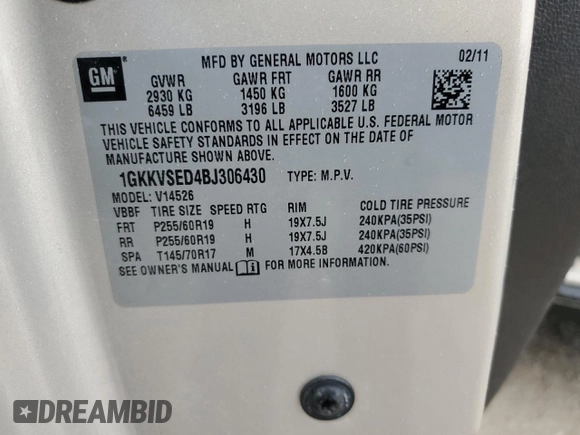 GM
MFD BY GENERAL MOTORS LLC 02/11
GVWR GAWR FRT GAWR RR
2930 KG 1450 KG 1600 KG
6459 LB 3196 LB 3527 LB
THIS VEHICLE CONFORMS TO ALL APPLICABLE U.S. FEDERAL MOTOR
VEHICLE SAFETY STANDARDS IN EFFECT ON THE DATE OF
MANUFACTURE SHOWN ABOVE.
1GKKVSED4BJ306430 TYPE: M.P.V.
MODEL: V14526
VBBF TIRE SIZE SPEED RTG RIM COLD TIRE PRESSURE
FRT P255/60R19 H 19X7.5J 240KPA(35PSI)
RR P255/60R19 H 19X7.5J 240KPA(35PSI)
SPA T145/70R17 M 17X4.5B 420KPA(60PSI)
SEE OWNER'S MANUAL FOR MORE INFORMATION.
DREAMBID